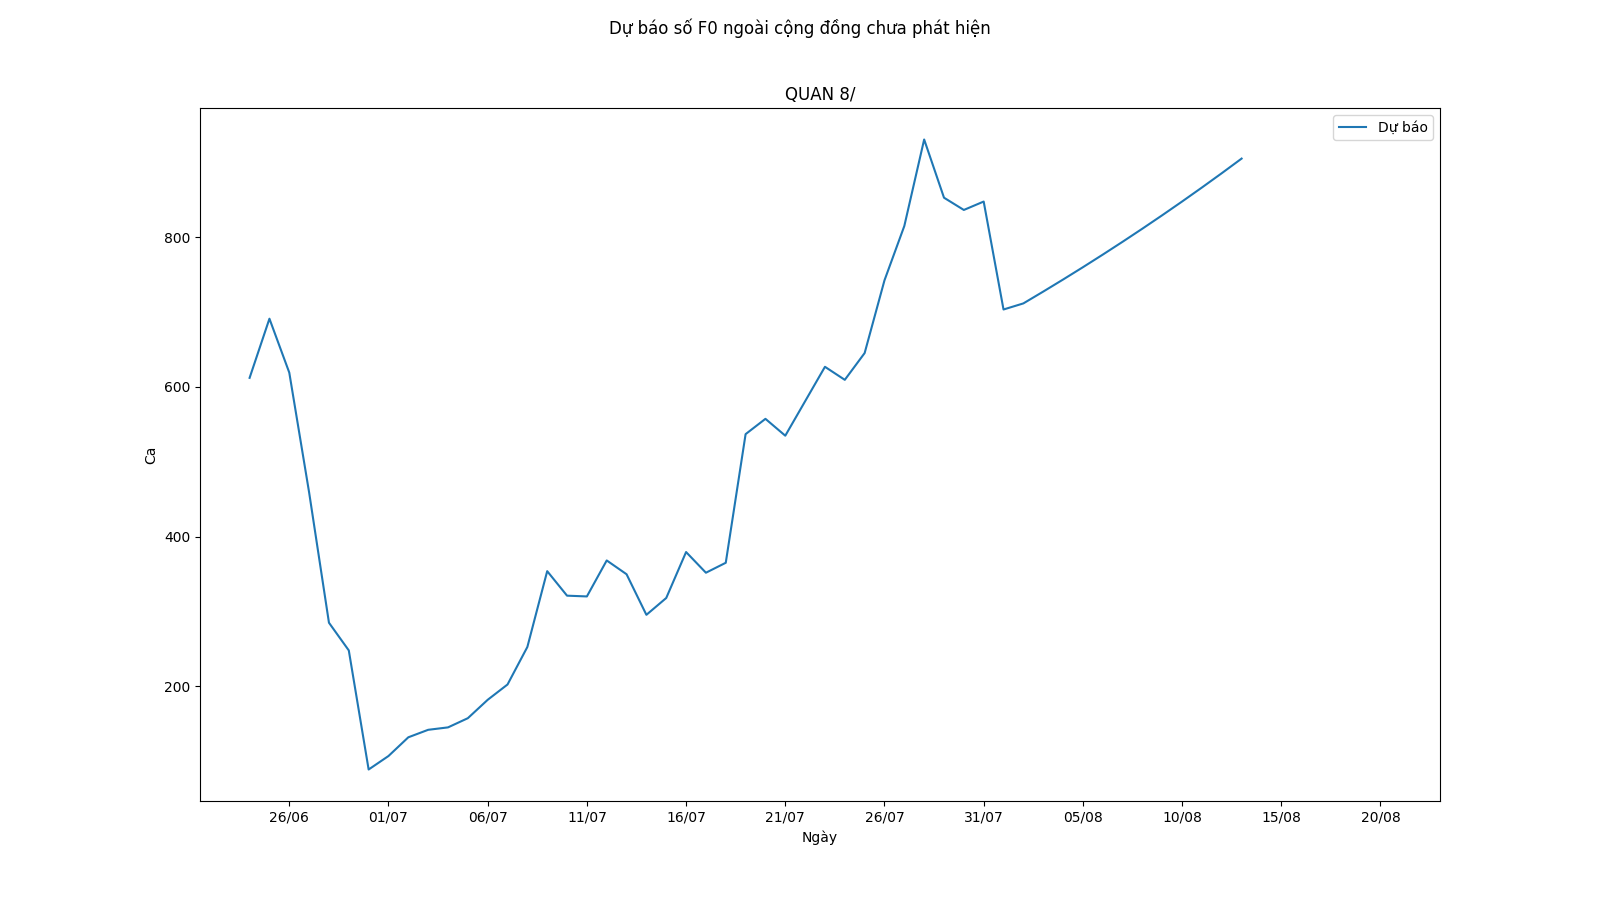 Dự báo số F0 ngoài cộng đồng chưa phát hiện
QUAN 8/
Dự báo
800
600
400
200
Ca
26/06 01/07 06/07 11/07 16/07 21/07 26/07 31/07 05/08 10/08 15/08 20/08
Ngày